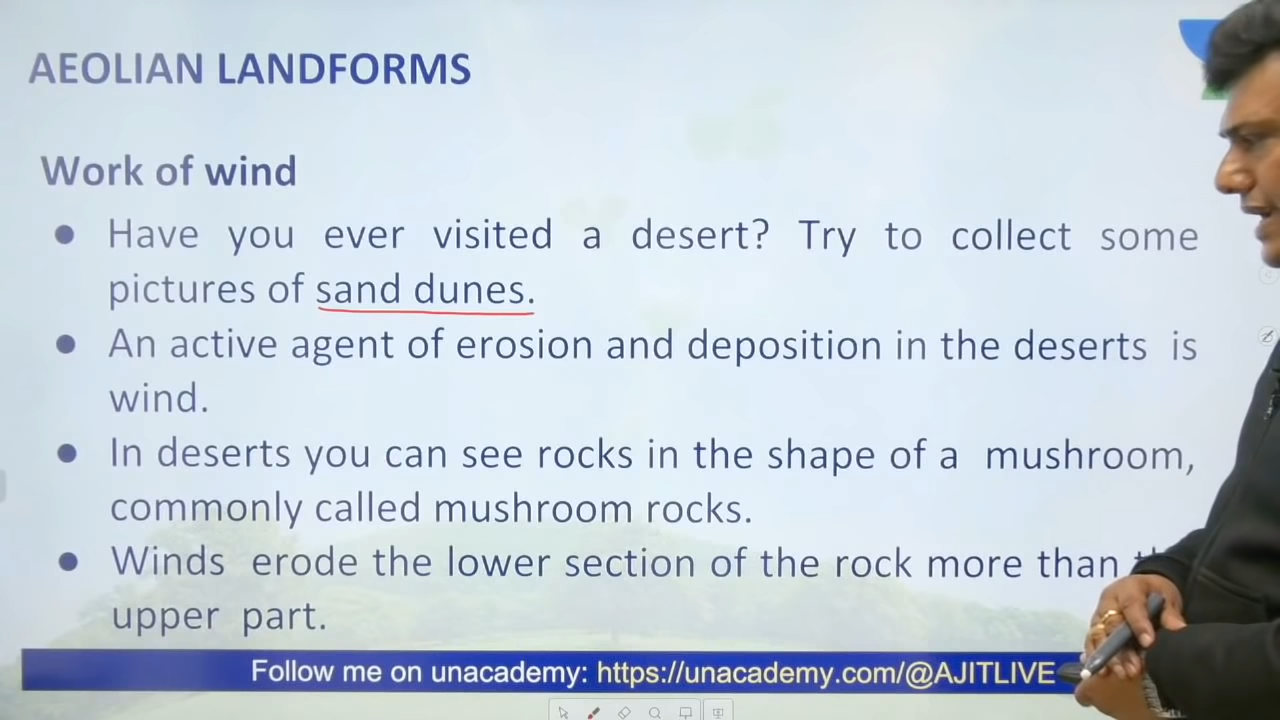 AEOLIAN LANDFORMS
Work of wind
● Have you ever visited a desert? Try to collect some
pictures of sand dunes.
● An active agent of erosion and deposition in the deserts is
wind.
● In deserts you can see rocks in the shape of a mushroom,
commonly called mushroom rocks.
● Winds erode the lower section of the rock more than
upper part.
Follow me on unacademy: https://unacademy.com/@AJITLIVE